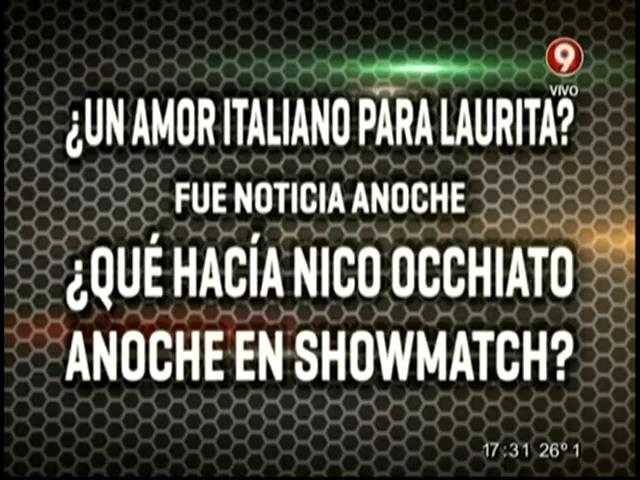 9
VIVO
¿UN AMOR ITALIANO PARA LAURITA?
FUE NOTICIA ANOCHE
¿QUÉ HACÍA NICO OCCHIATO
ANOCHE EN SHOWMATCH?
17:31 26° 1